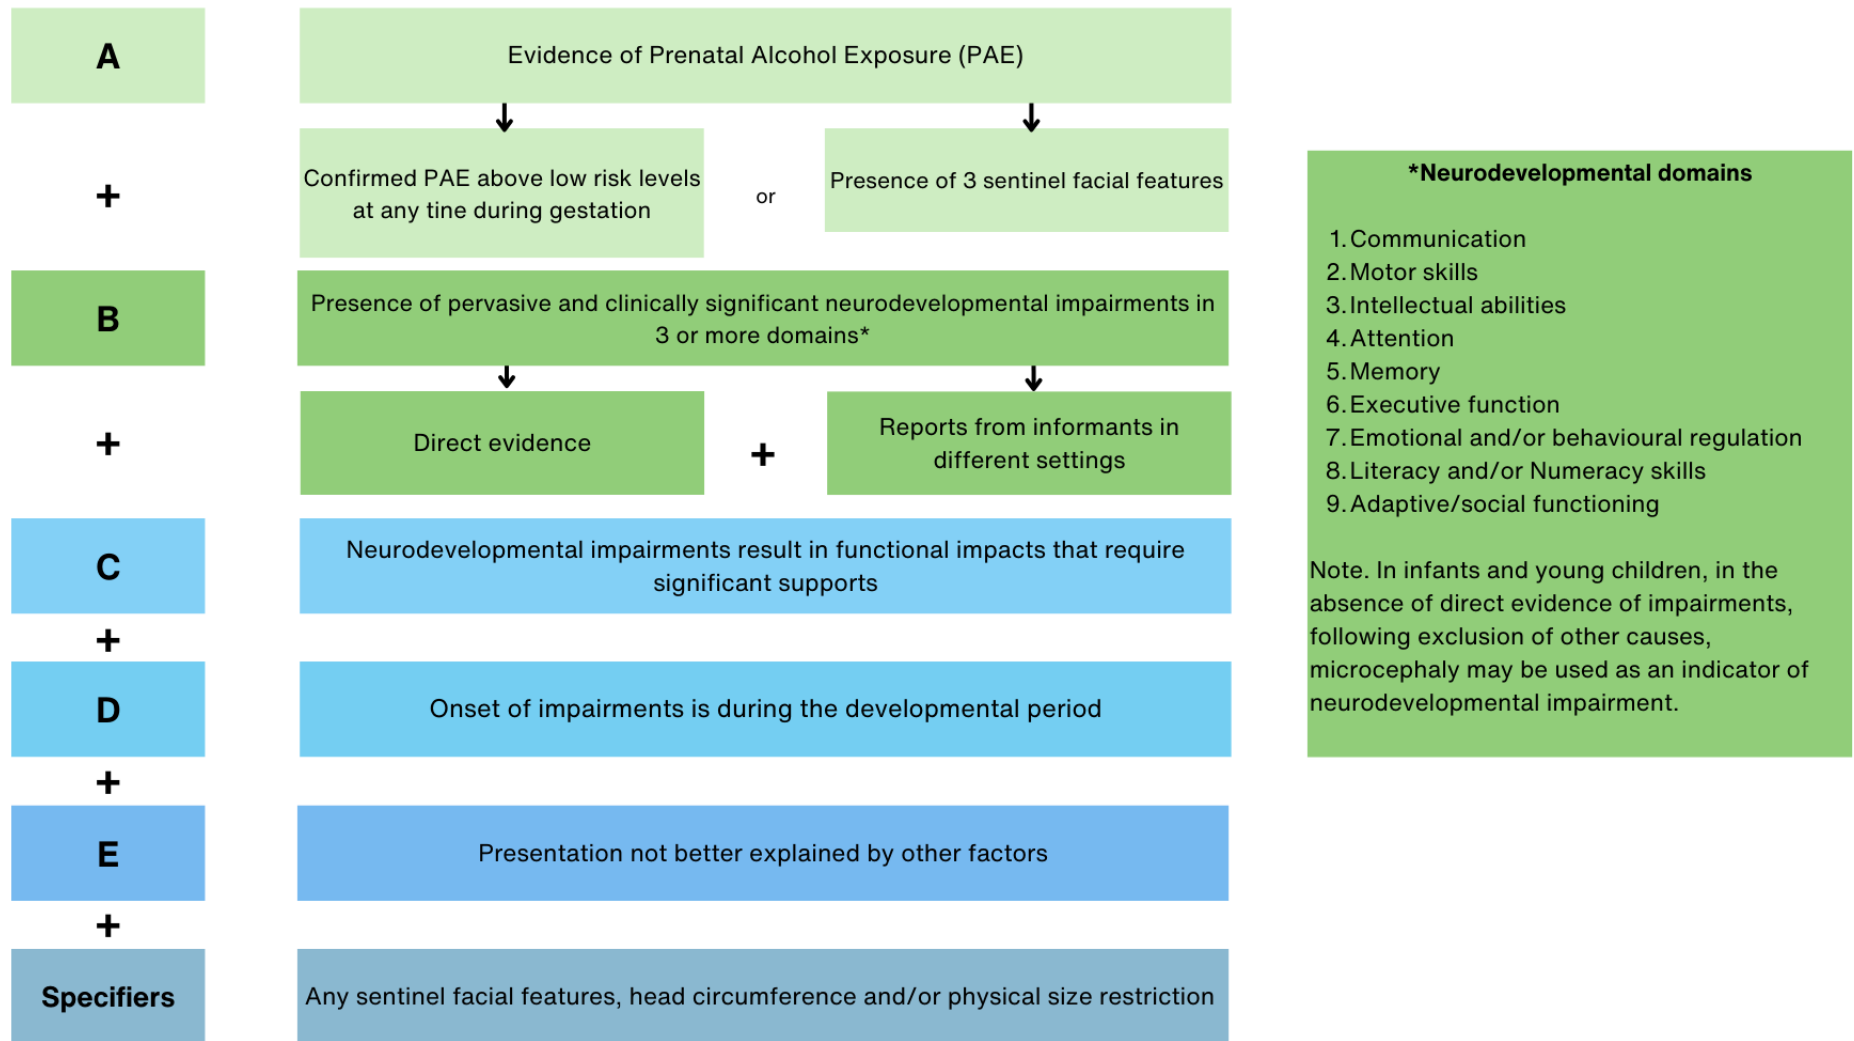 A
Evidence of Prenatal Alcohol Exposure (PAE)
+
Confirmed PAE above low risk levels
at any tine during gestation
or
Presence of 3 sentinel facial features
B
Presence of pervasive and clinically significant neurodevelopmental impairments in
3 or more domains*
+
Direct evidence
+
Reports from informants in
different settings
C
Neurodevelopmental impairments result in functional impacts that require
significant supports
+
D
Onset of impairments is during the developmental period
+
E
Presentation not better explained by other factors
+
Specifiers
Any sentinel facial features, head circumference and/or physical size restriction
*Neurodevelopmental domains
1. Communication
2. Motor skills
3. Intellectual abilities
4. Attention
5. Memory
6. Executive function
7. Emotional and/or behavioural regulation
8. Literacy and/or Numeracy skills
9. Adaptive/social functioning
Note. In infants and young children, in the
absence of direct evidence of impairments,
following exclusion of other causes,
microcephaly may be used as an indicator of
neurodevelopmental impairment.